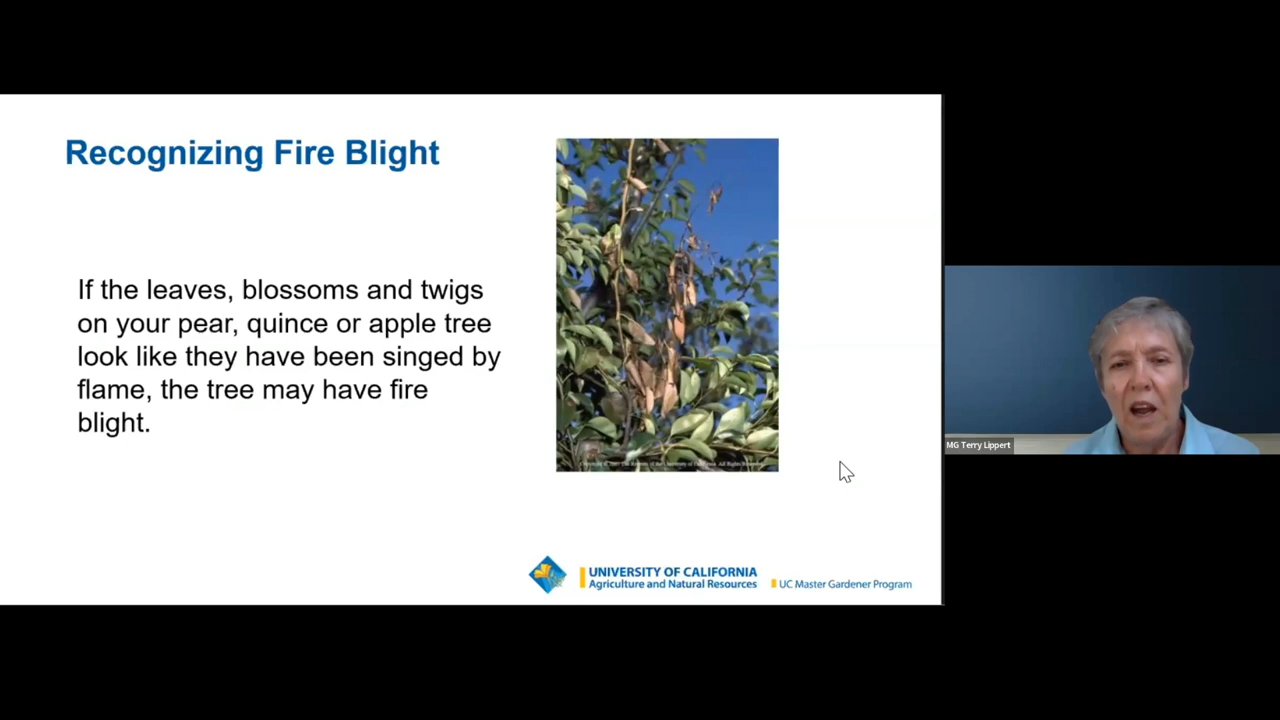 Recognizing Fire Blight
If the leaves, blossoms and twigs
on your pear, quince or apple tree
look like they have been singed by
flame, the tree may have fire
blight.
UNIVERSITY OF CALIFORNIA
Agriculture and Natural Resources
UC Master Gardener Program
MG Terry Lippert